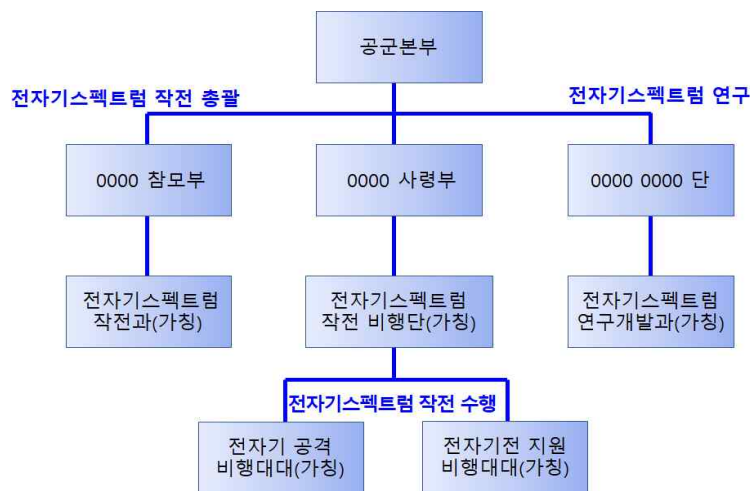 공군본부
전자기스펙트럼 작전 총괄
전자기스펙트럼 연구
0000 참모부
0000 사령부
0000 0000 단
전자기스펙트럼
작전과(가칭)
전자기스펙트럼
작전 비행단(가칭)
전자기스펙트럼
연구개발과(가칭)
전자기스펙트럼 작전 수행
전자기 공격
비행대대(가칭)
전자기전 지원
비행대대(가칭)